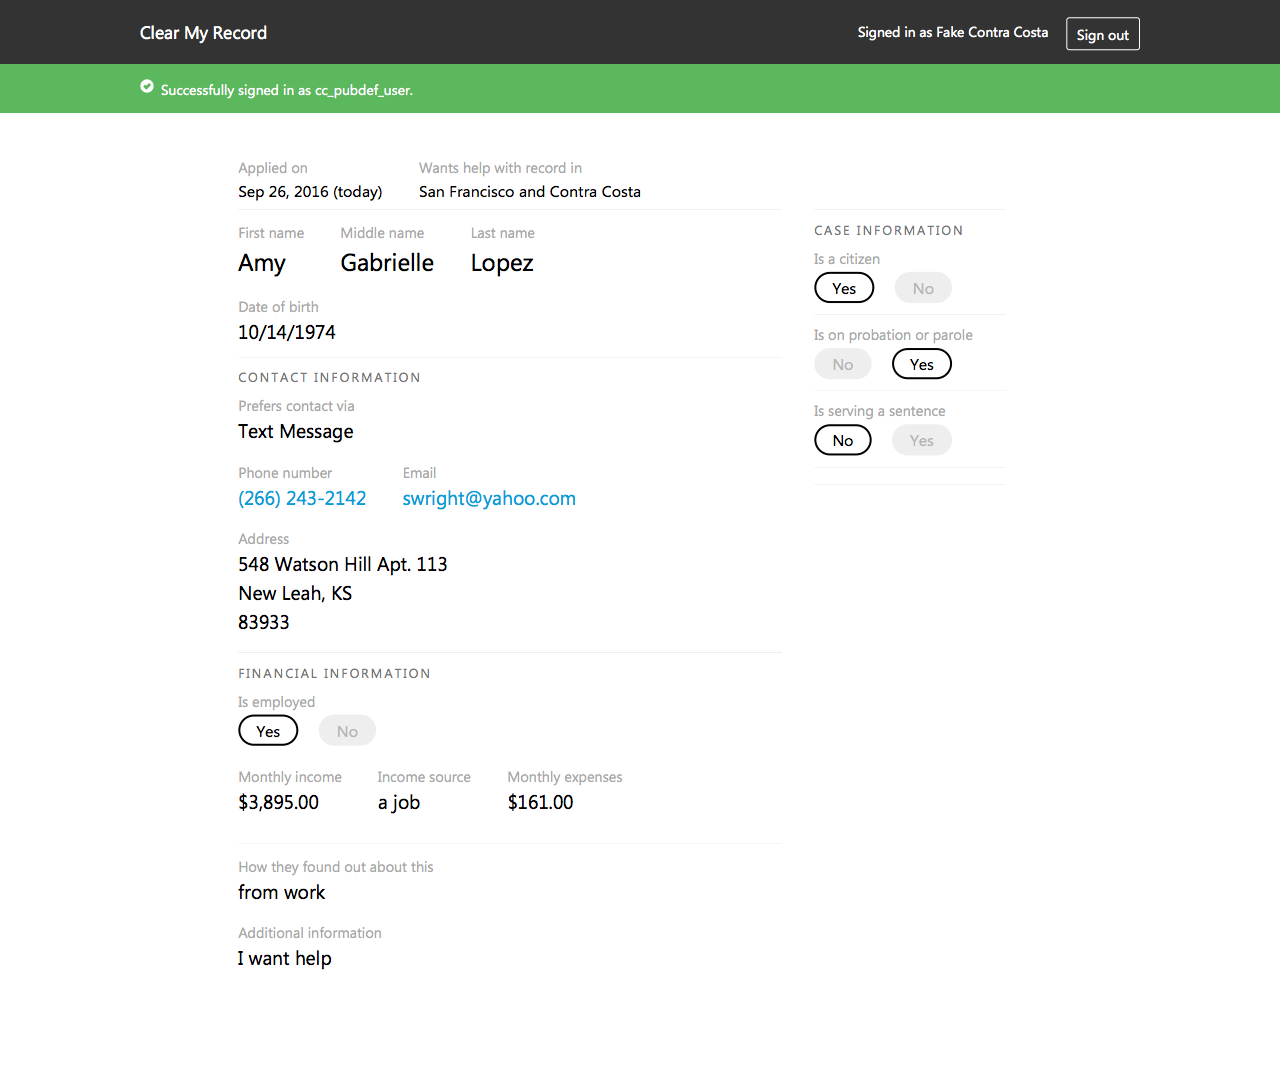 Clear My Record
Signed in as Fake Contra Costa
Sign out
Successfully signed in as cc_pubdef_user.
Applied on
Sep 26, 2016 (today)
Wants help with record in
San Francisco and Contra Costa
First name
Amy
Middle name
Gabrielle
Last name
Lopez
Date of birth
10/14/1974
CONTACT INFORMATION
Prefers contact via
Text Message
Phone number
(266) 243-2142
Email
swright@yahoo.com
Address
548 Watson Hill Apt. 113
New Leah, KS
83933
FINANCIAL INFORMATION
Is employed
Yes No
Monthly income
$3,895.00
Income source
a job
Monthly expenses
$161.00
How they found out about this
from work
Additional information
I want help
CASE INFORMATION
Is a citizen
Yes No
Is on probation or parole
No Yes
Is serving a sentence
No Yes